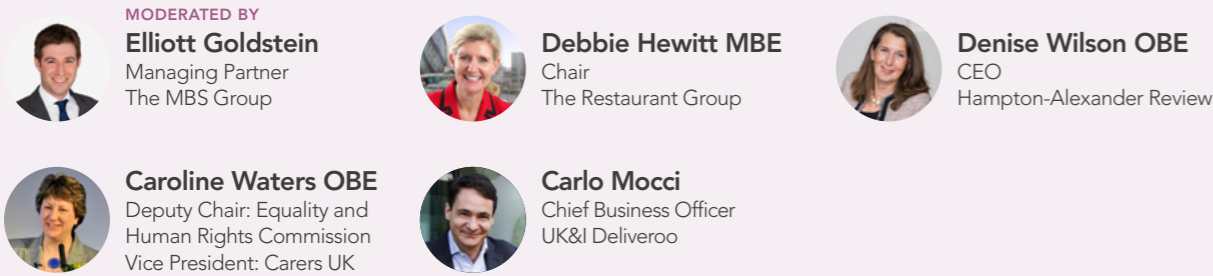 MODERATED BY
Elliott Goldstein
Managing Partner
The MBS Group
Debbie Hewitt MBE
Chair
The Restaurant Group
Denise Wilson OBE
CEO
Hampton-Alexander Review
Caroline Waters OBE
Deputy Chair: Equality and
Human Rights Commission
Vice President: Carers UK
Carlo Mocci
Chief Business Officer
UK&I Deliveroo